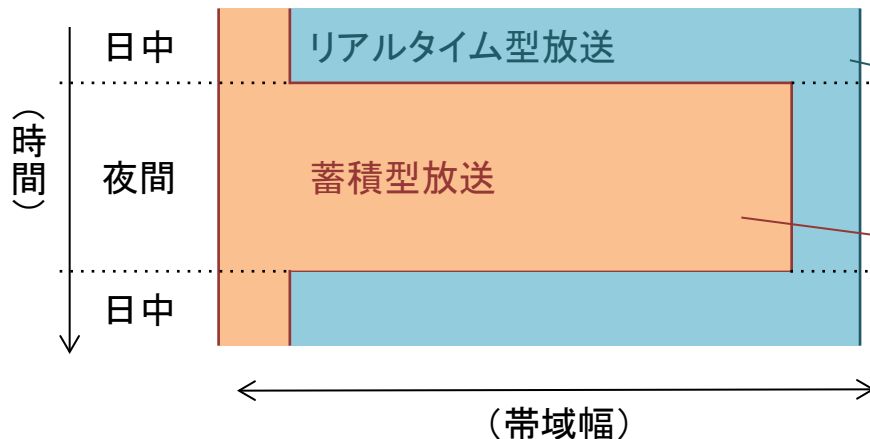 日中
リアルタイム型放送
（時間）
夜間
蓄積型放送
日中
（帯域幅）